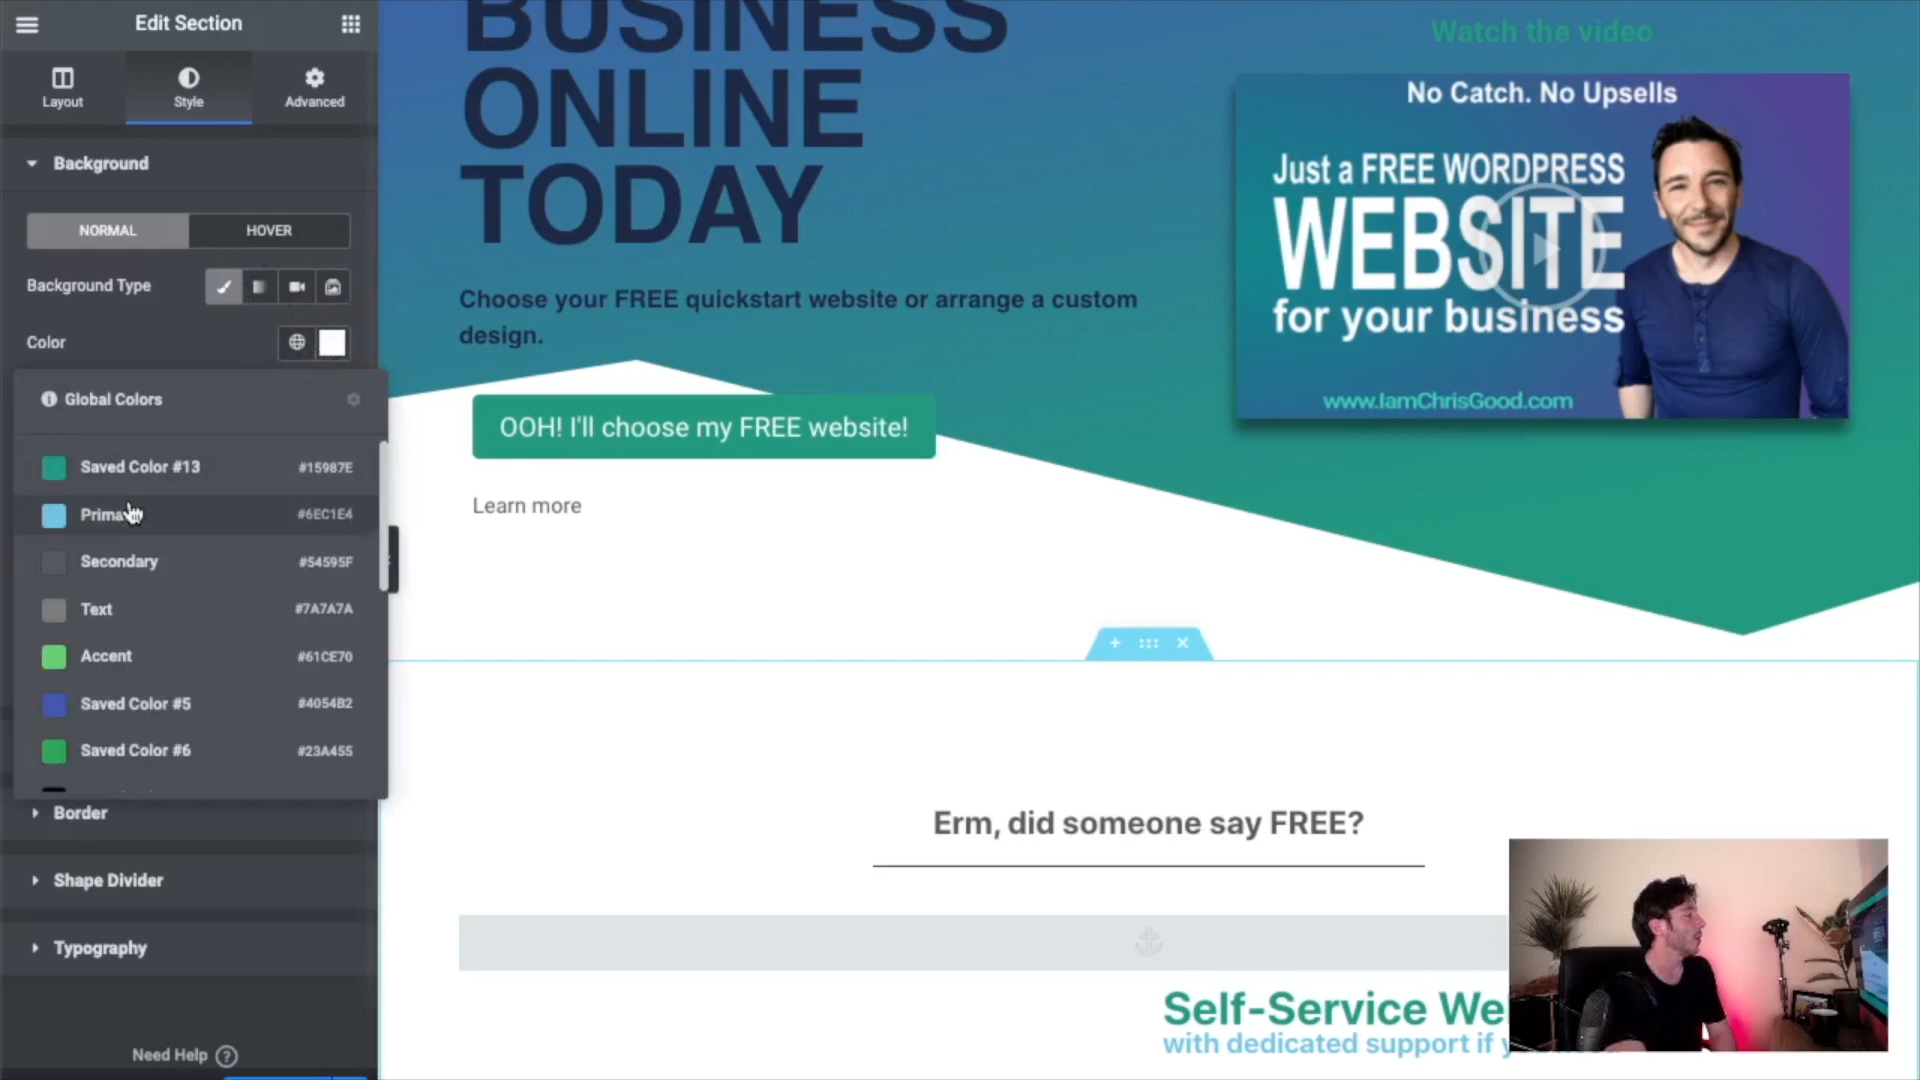 Edit Section
Layout
Style
Advanced
Background
NORMAL
HOVER
Background Type
Color
Global Colors
Saved Color #13 #15987E
#6EC1E4
Secondary #54595F
Text #7A7A7A
Accent #61CE70
Saved Color #5 #4054B2
Saved Color #6 #23A455
Border
Shape Divider
Typography
Need Help ?
BUSINESS
ONLINE
TODAY
Choose your FREE quickstart website or arrange a custom
design.
OOH! I'll choose my FREE website!
Learn more
Watch the video
No Catch. No Upsells
Just a FREE WORDPRESS
WEBSITE
for your business
www.IamChrisGood.com
Erm, did someone say FREE?
Self-Service
with dedicated support if